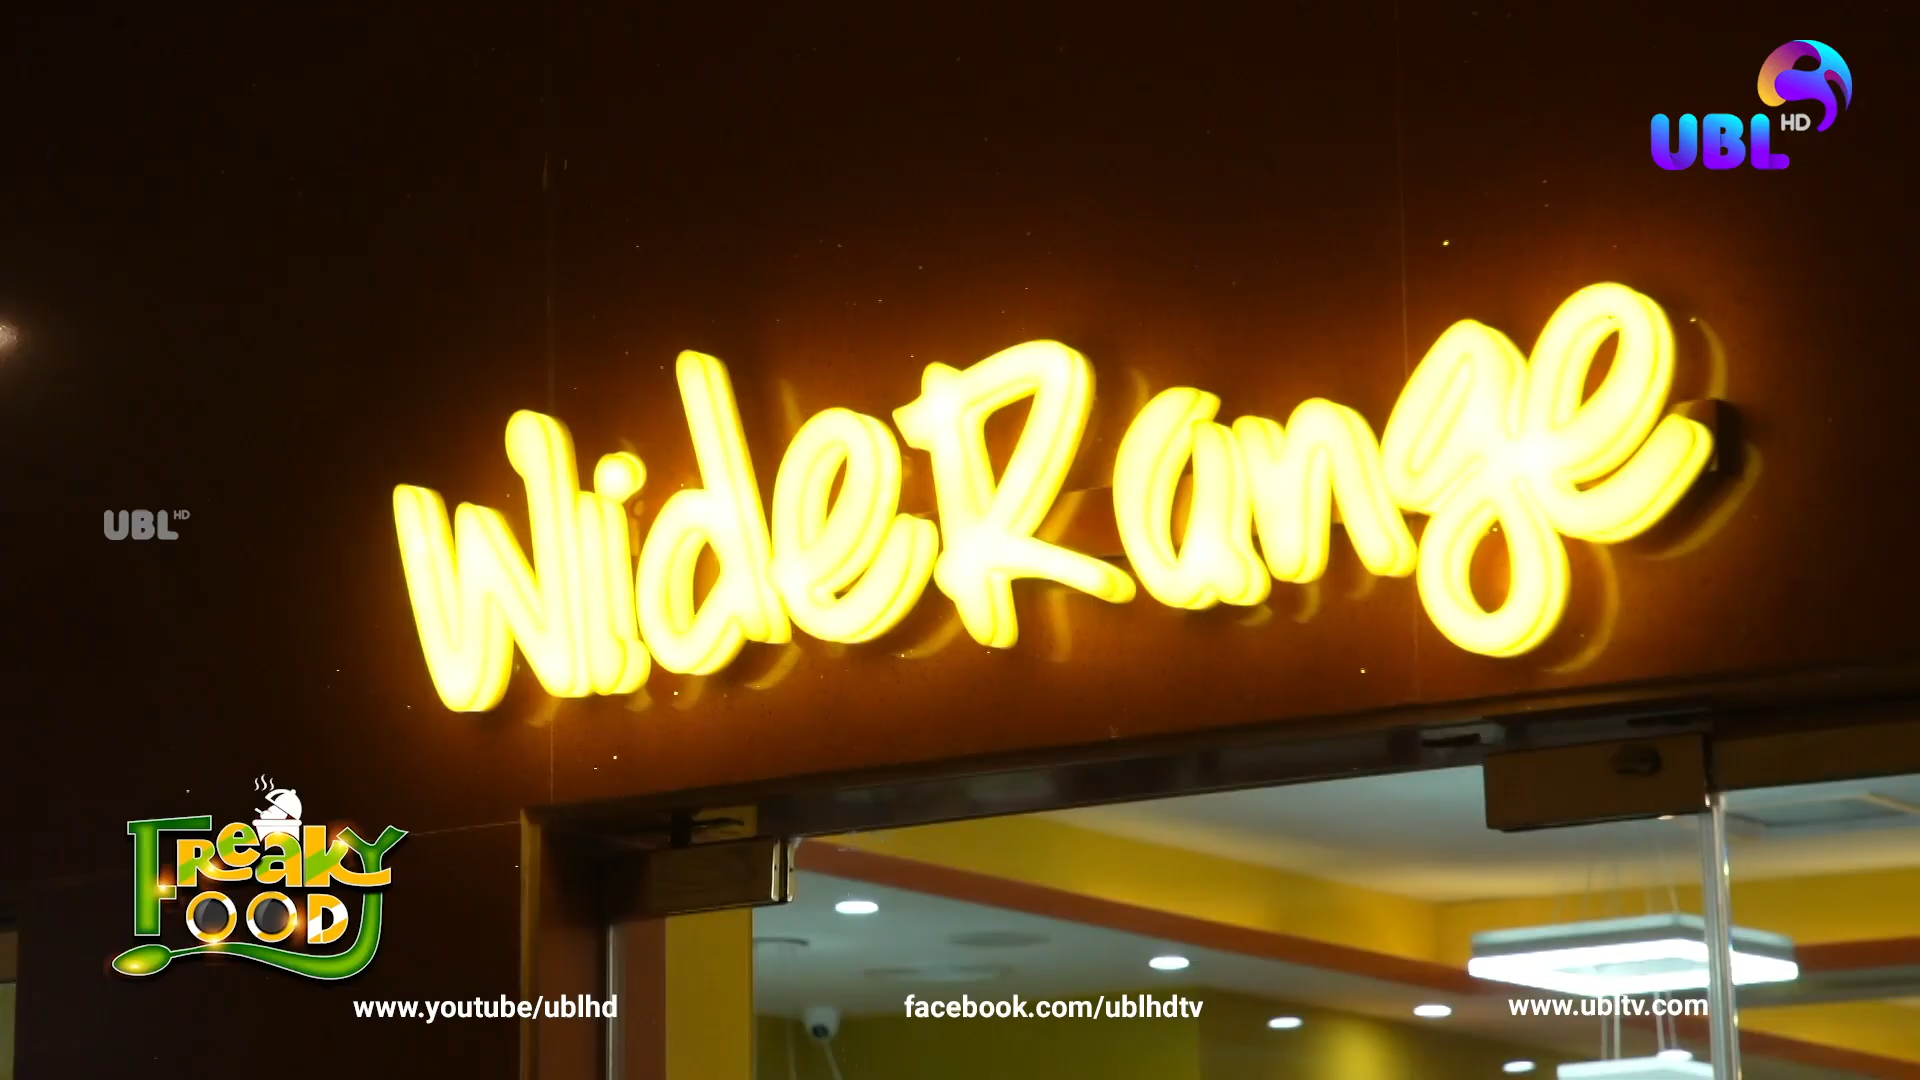 UBL HD
WideRange
UBL HD
FReaKY
FOOD
www.youtube/ublhd
facebook.com/ublhdtv
www.ubltv.com